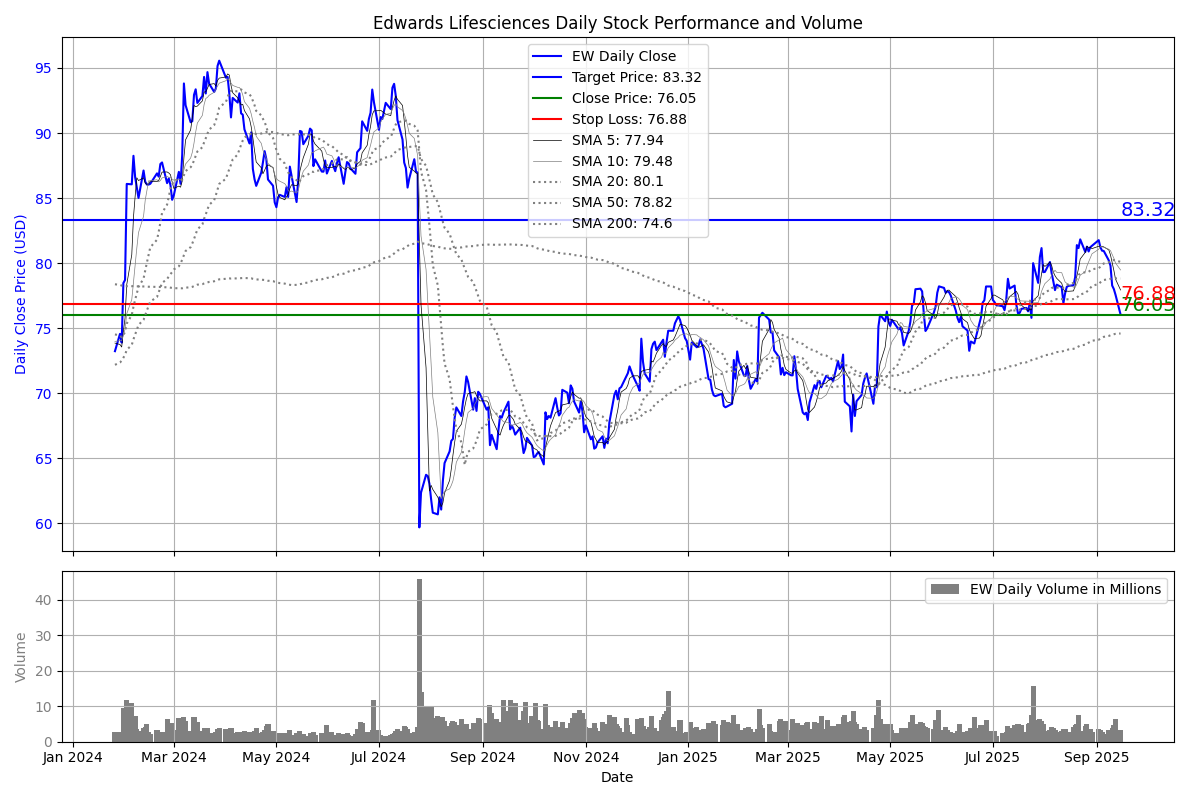 Edwards Lifesciences Daily Stock Performance and Volume
EW Daily Close
Target Price: 83.32
Close Price: 76.05
Stop Loss: 76.88
SMA 5: 77.94
SMA 10: 79.48
SMA 20: 80.1
SMA 50: 78.82
SMA 200: 74.6
Daily Close Price (USD)
95
90
85
80
75
70
65
60
83.32
76.88
76.05
EW Daily Volume in Millions
Volume
40
30
20
10
0
Jan 2024
Mar 2024
May 2024
Jul 2024
Sep 2024
Nov 2024
Jan 2025
Mar 2025
May 2025
Jul 2025
Sep 2025
Date